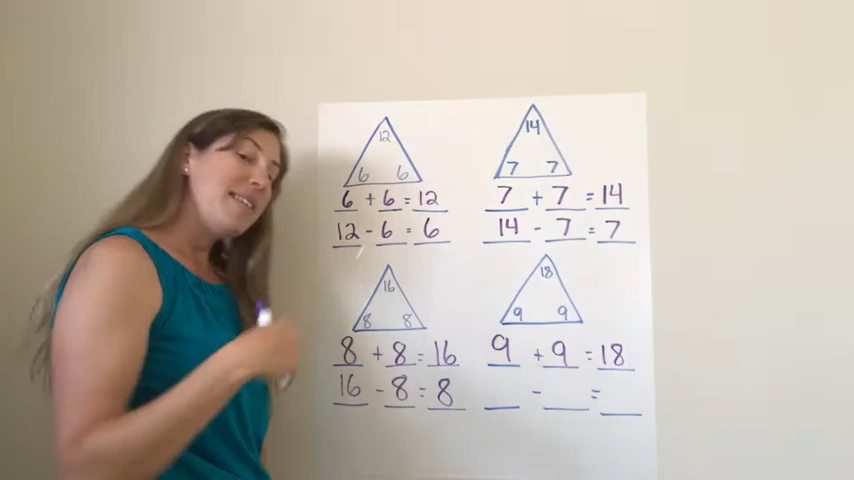 12
6 6
6 + 6 = 12
12 - 6 = 6
14
7 7
7 + 7 = 14
14 - 7 = 7
16
8 8
8 + 8 = 16
16 - 8 = 8
18
9 9
9 + 9 = 18
- =